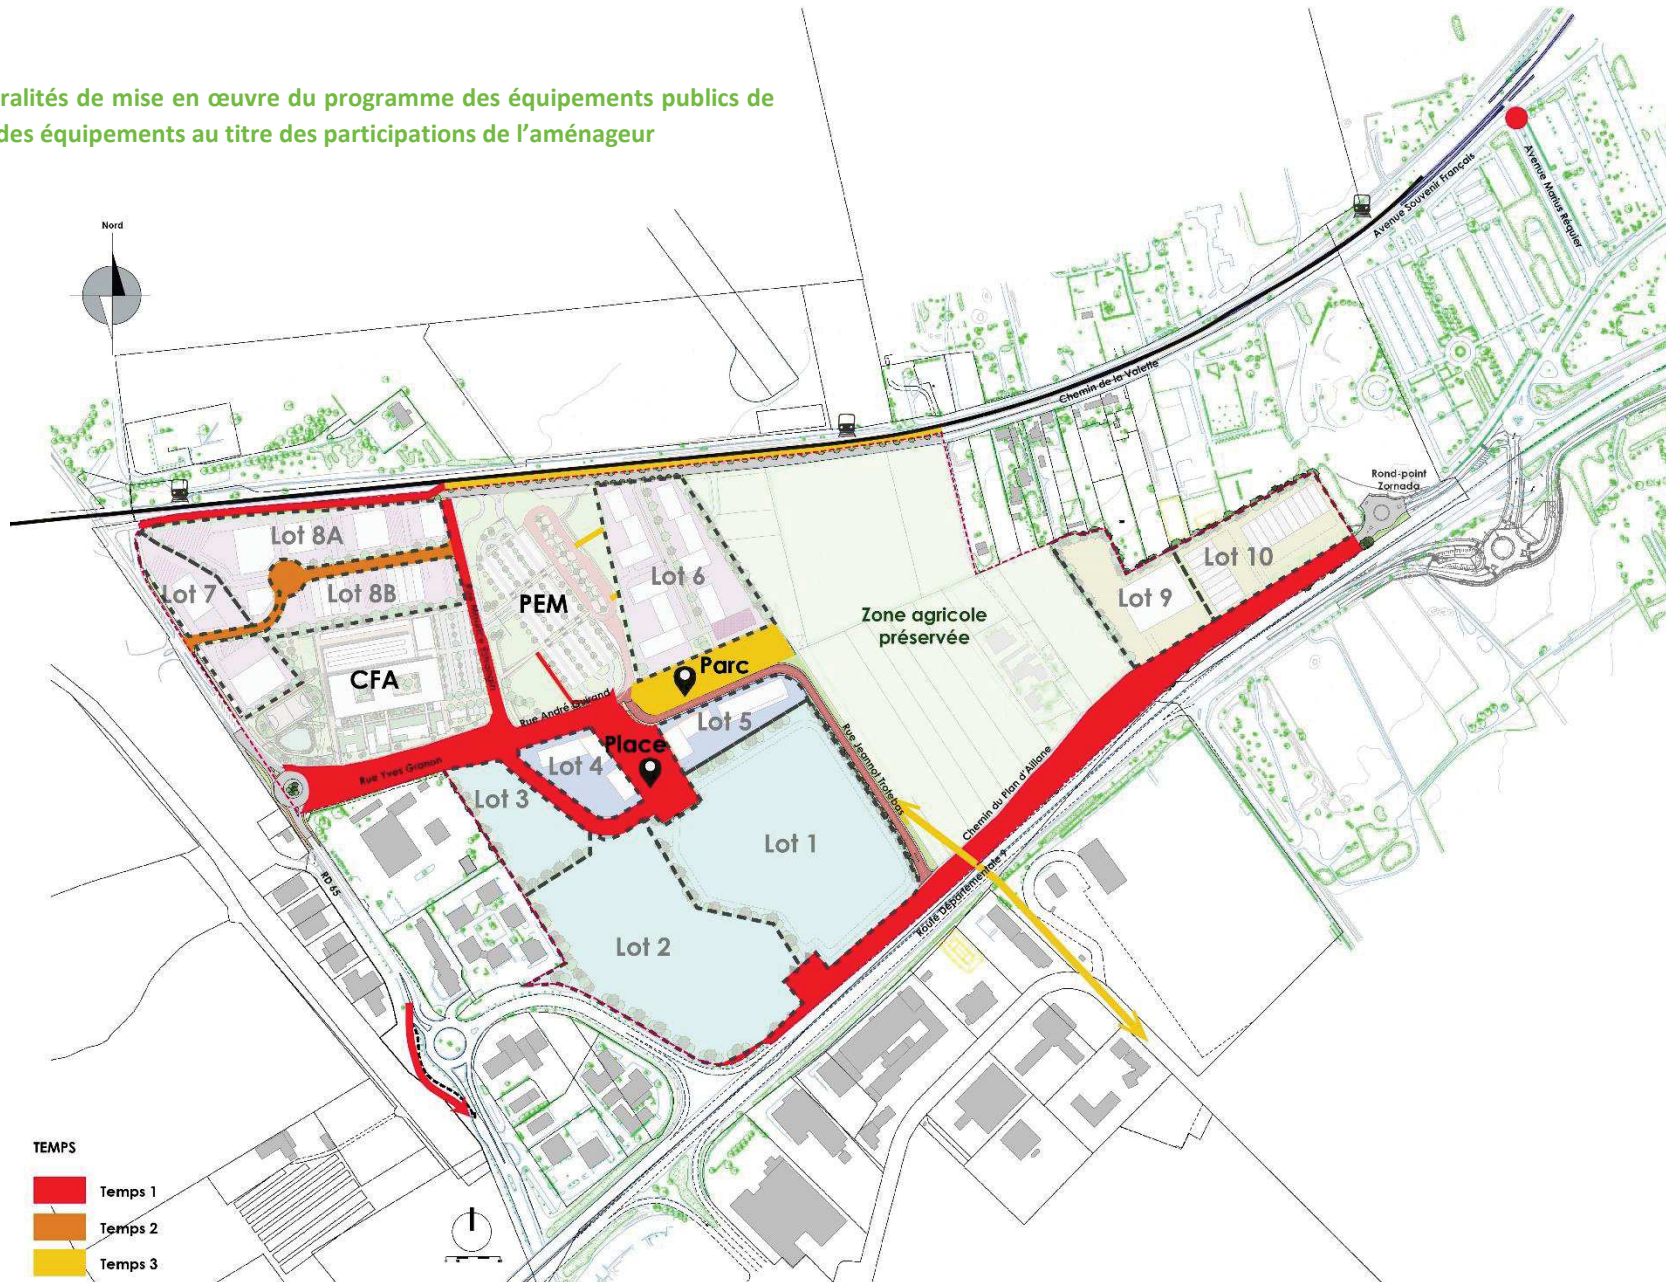 ralités de mise en œuvre du programme des équipements publics de
des équipements au titre des participations de l’aménageur
Nord
Avenue Souvenir Français
Avenue Marius Réquier
Chemin de la Valette
Rond-point
Zornada
Lot 8A
Lot 7
Lot 8B
PEM
Lot 6
Lot 10
Lot 9
Zone agricole
préservée
CFA
Parc
Rue André Guirand
Lot 5
Place
Rue Jeannot Trofebas
Rue Yves Granon
Lot 4
Lot 3
Chemin du Plan d'Aillane
Lot 1
RD 65
Route Départementale 9
Lot 2
TEMPS
Temps 1
Temps 2
Temps 3